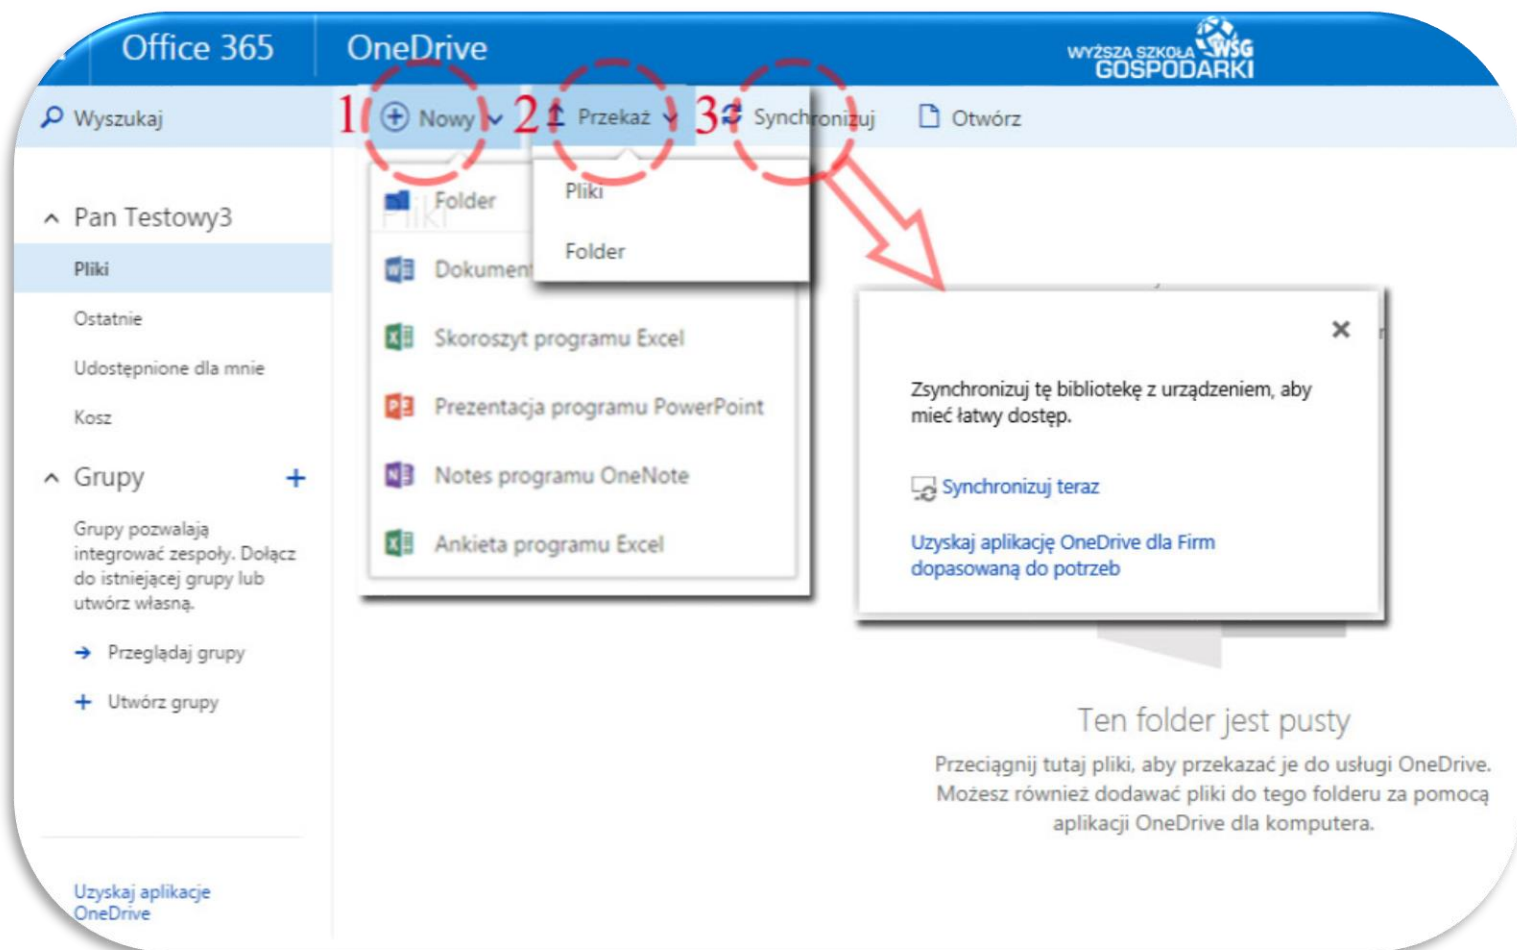 Office 365
OneDrive
WYŻSZA SZKOŁA WSG
GOSPODARKI
Wyszukaj
1
Nowy
2
Przekaż
3
Synchronizuj
Otwórz
Pan Testowy3
Pliki
Ostatnie
Udostępnione dla mnie
Kosz
Grupy
Grupy pozwalają
integrować zespoły. Dołącz
do istniejącej grupy lub
utwórz własną.
Przeglądaj grupy
Utwórz grupy
Uzyskaj aplikacje
OneDrive
Folder
Pliki
Dokument
Skoroszyt programu Excel
Prezentacja programu PowerPoint
Notes programu OneNote
Ankieta programu Excel
Pliki
Folder
Zsynchronizuj tę bibliotekę z urządzeniem, aby
mieć łatwy dostęp.
Synchronizuj teraz
Uzyskaj aplikację OneDrive dla Firm
dopasowaną do potrzeb
Ten folder jest pusty
Przeciągnij tutaj pliki, aby przekazać je do usługi OneDrive.
Możesz również dodawać pliki do tego folderu za pomocą
aplikacji OneDrive dla komputera.